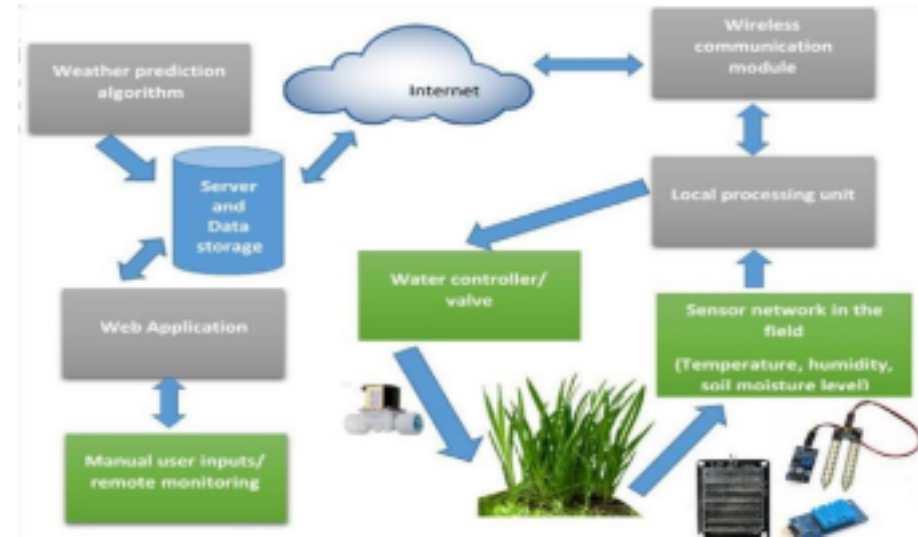 Weather prediction
algorithm
Internet
Wireless
communication
module
Server
and
Data
storage
Local processing unit
Water controller/
valve
Web Application
Sensor network in the
field
(Temperature, humidity,
soil moisture level)
Manual user inputs/
remote monitoring